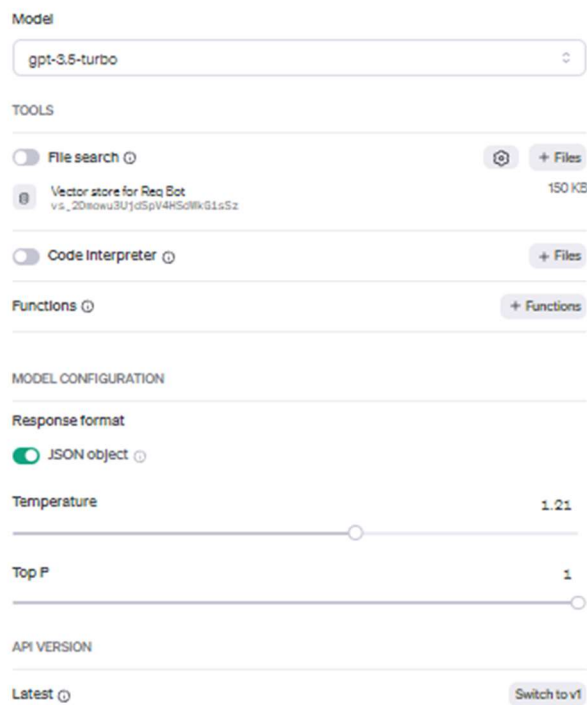 Model
gpt-3.5-turbo
TOOLS
File search
+ Files
Vector store for Req Bot
150 KB
Code Interpreter
+ Files
Functions
+ Functions
MODEL CONFIGURATION
Response format
JSON object
Temperature
1.21
Top P
1
API VERSION
Latest
Switch to v1